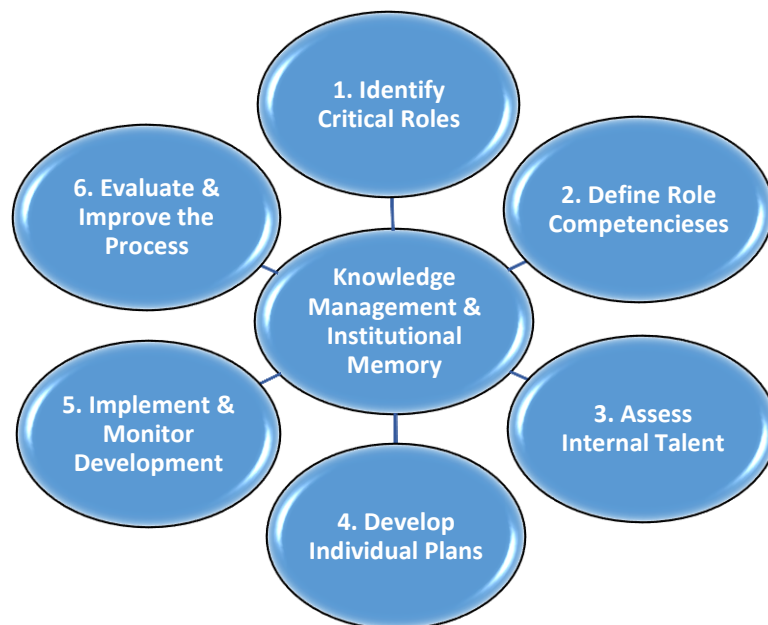 1. Identify
Critical Roles
2. Define Role
Competencieses
3. Assess
Internal Talent
4. Develop
Individual Plans
5. Implement &
Monitor
Development
6. Evaluate &
Improve the
Process
Knowledge
Management &
Institutional
Memory